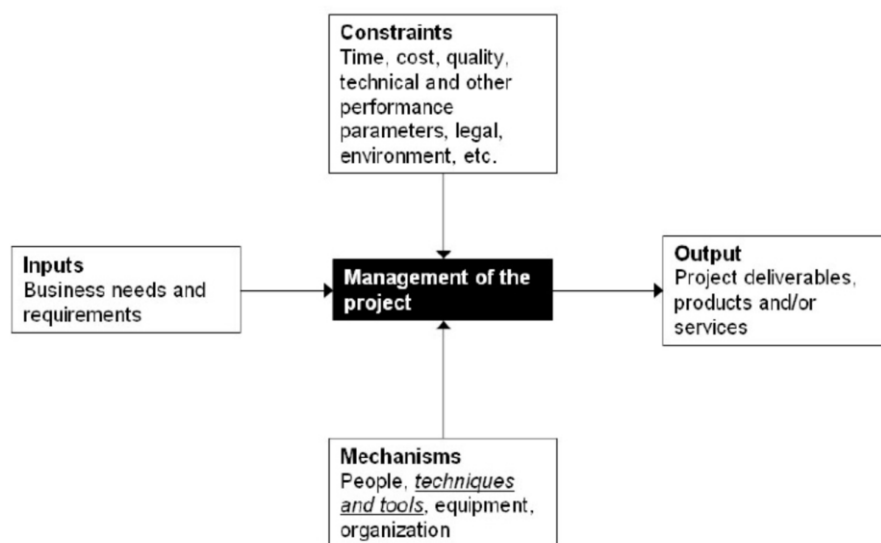 Constraints
Time, cost, quality,
technical and other
performance
parameters, legal,
environment, etc.
Inputs
Business needs and
requirements
Management of the
project
Output
Project deliverables,
products and/or
services
Mechanisms
People, techniques
and tools, equipment,
organization